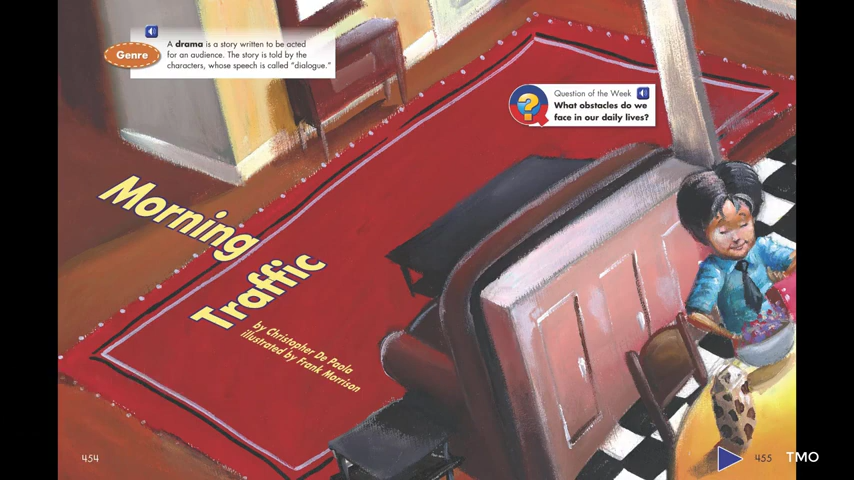 Genre
A drama is a story written to be acted
for an audience. The story is told by the
characters, whose speech is called “dialogue.”
Question of the Week
What obstacles do we
face in our daily lives?
Morning
Traffic
by Christopher De Paola
illustrated by Frank Morrison
454
455
TMO